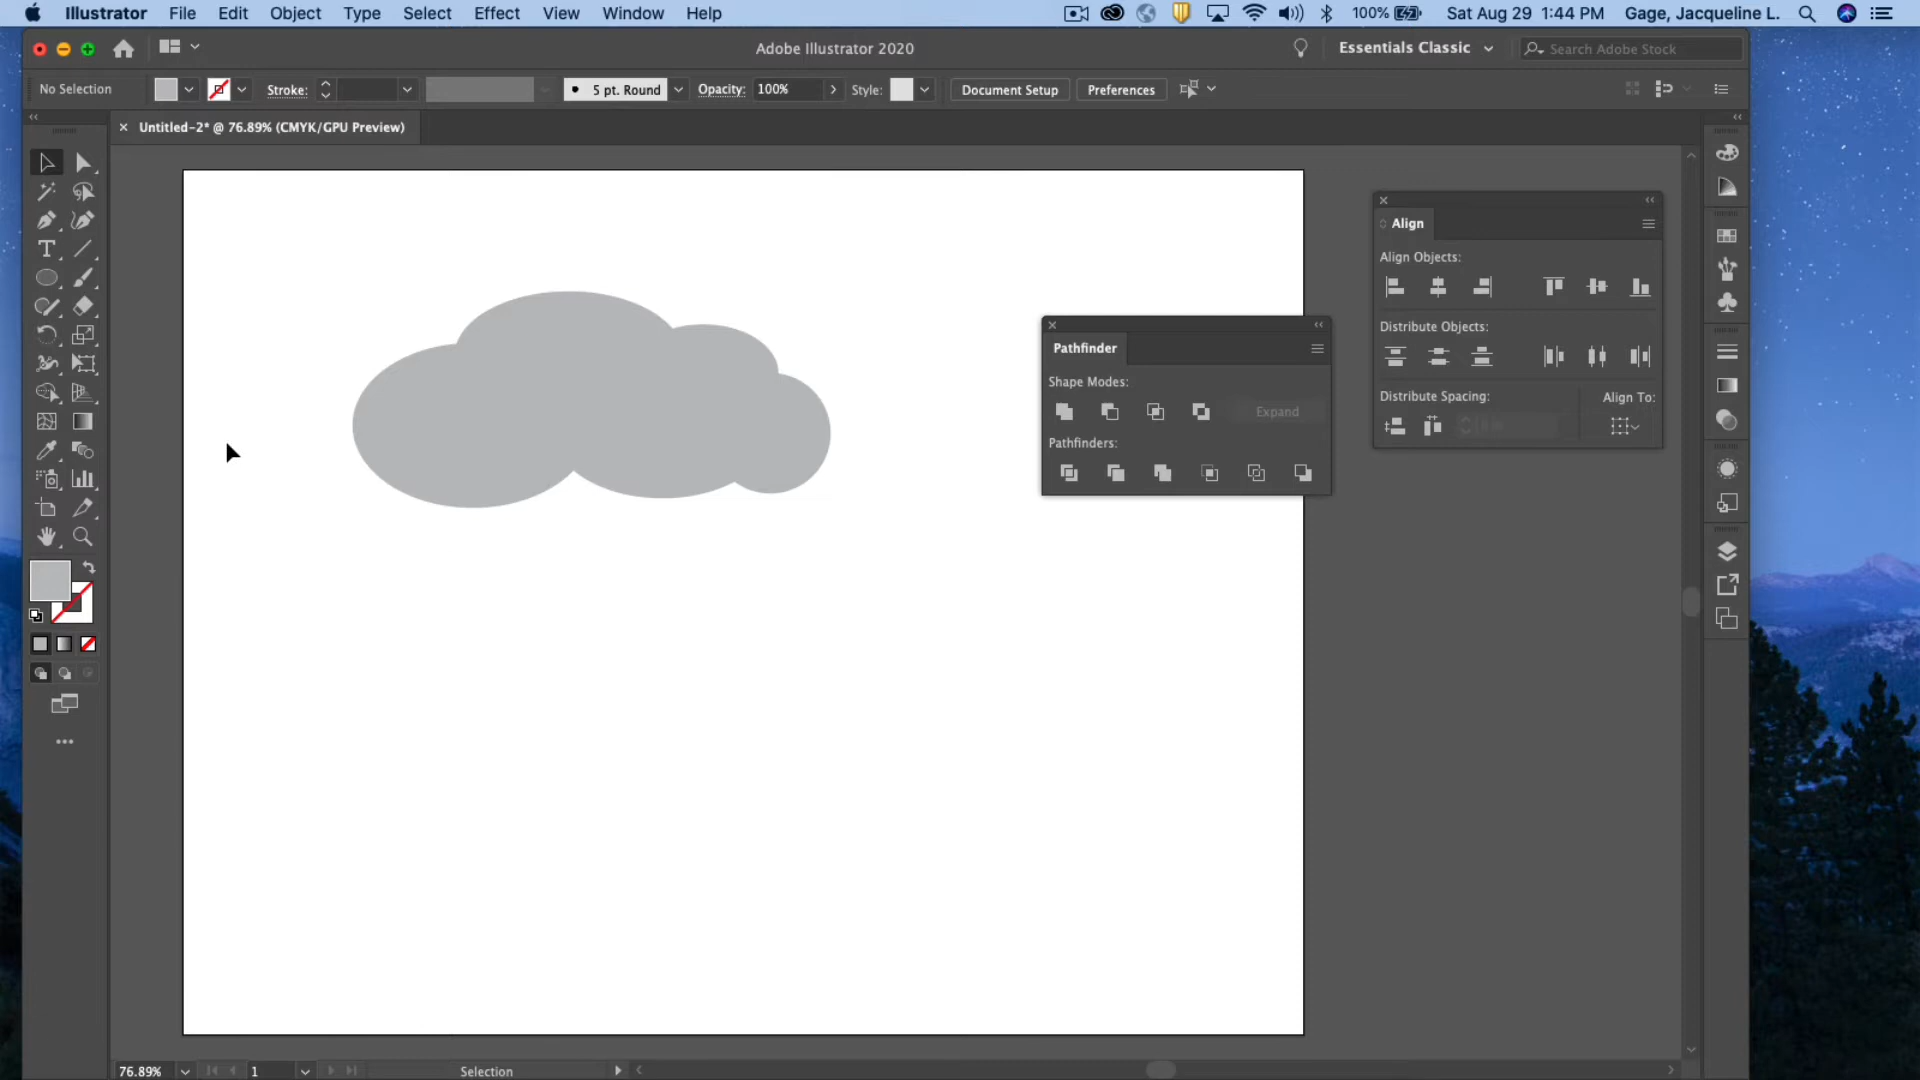 Illustrator File Edit Object Type Select Effect View Window Help 100% Sat Aug 29 1:44 PM Gage, Jacqueline L.
Adobe Illustrator 2020 Essentials Classic Search Adobe Stock
No Selection Stroke: 5 pt. Round Opacity: 100% Style: Document Setup Preferences
Untitled-2* @ 76.89% (CMYK/GPU Preview)
Align
Align Objects:
Distribute Objects:
Distribute Spacing: Align To:
Pathfinder
Shape Modes:
Expand
Pathfinders:
76.89% 1 Selection